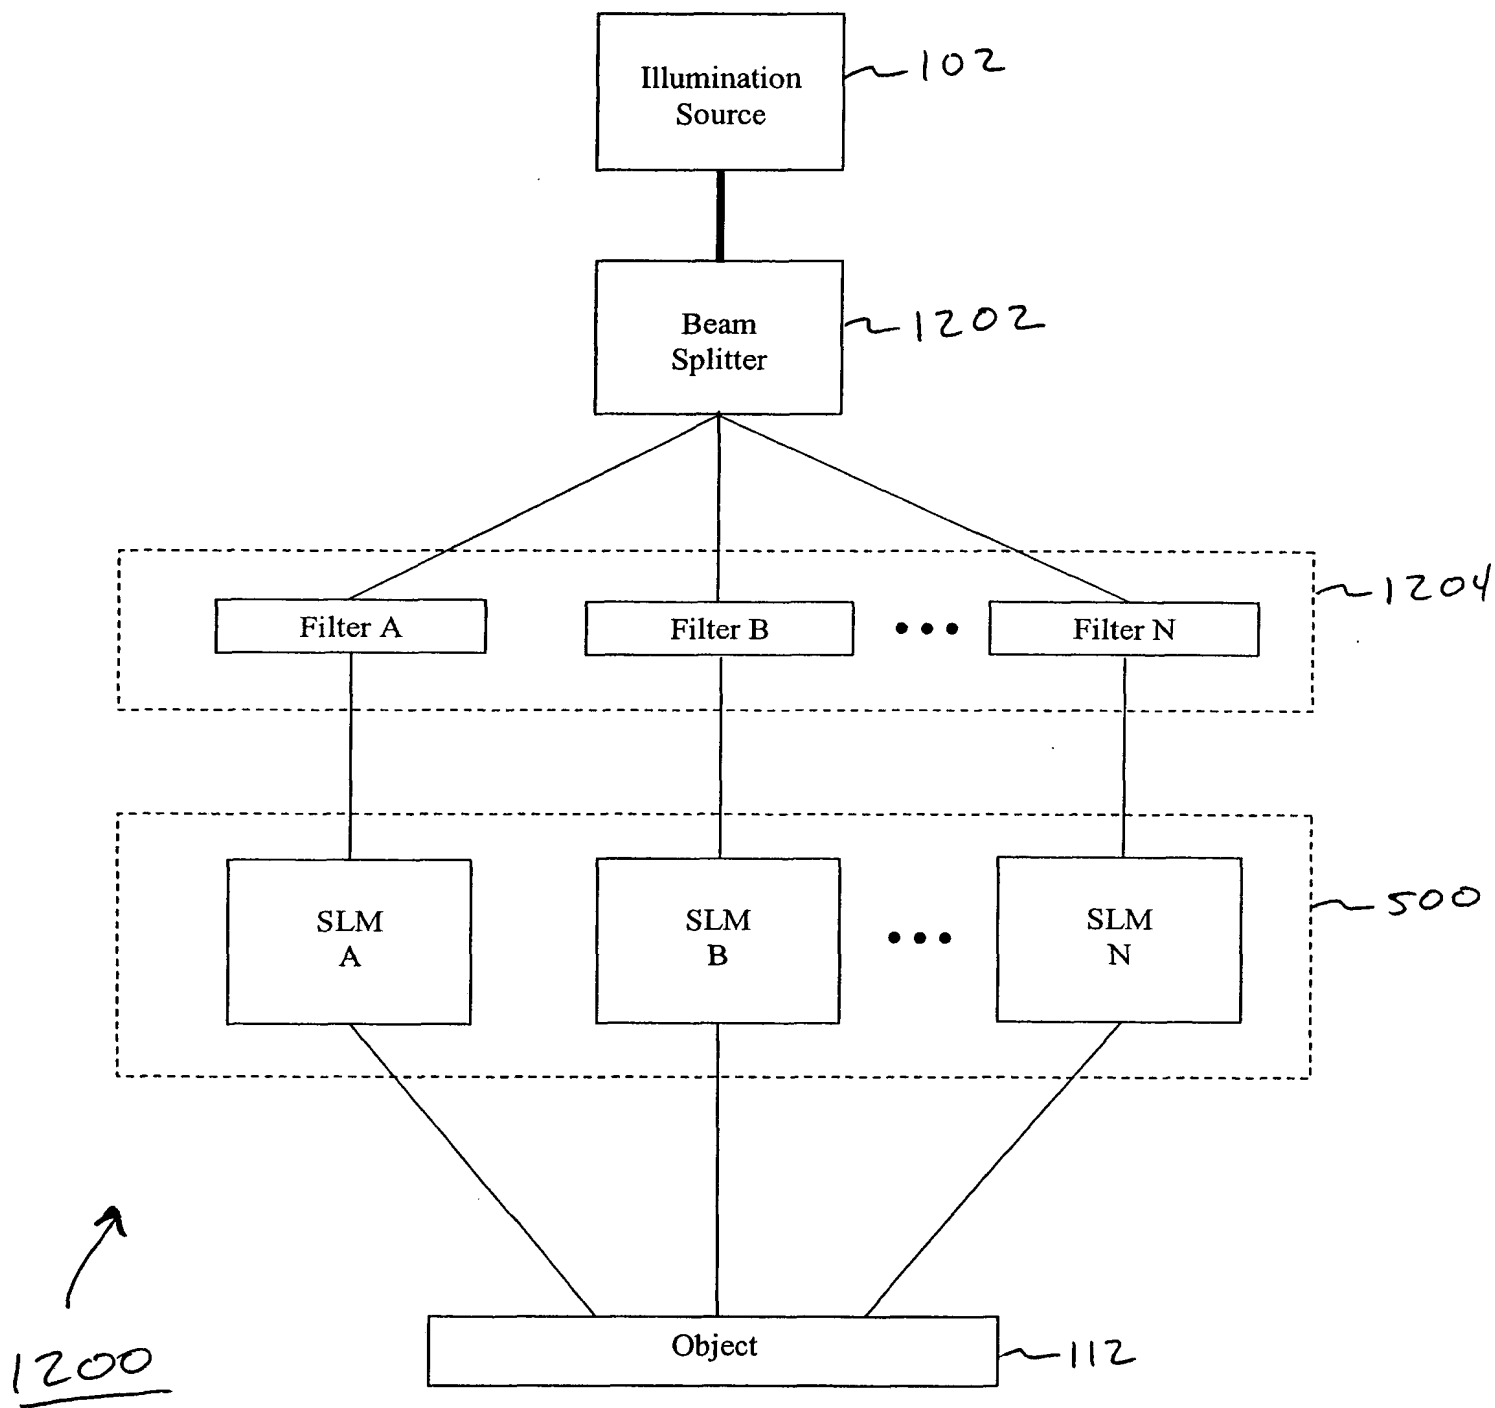 Illumination
Source
102
Beam
Splitter
1202
1204
Filter A
Filter B
•••
Filter N
500
SLM
A
SLM
B
•••
SLM
N
1200
Object
112